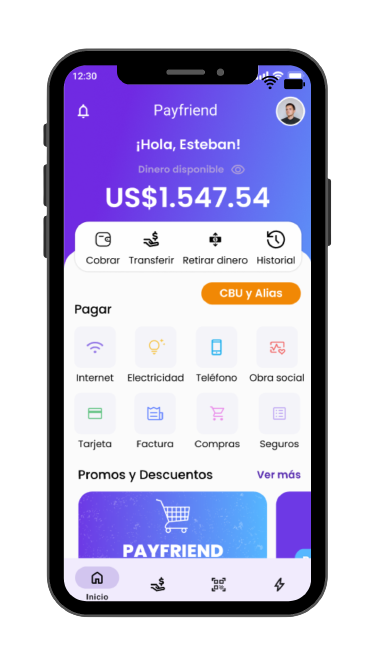 12:30
Payfriend
¡Hola, Esteban!
Dinero disponible
US$1.547.54
Cobrar Transferir Retirar dinero Historial
CBU y Alias
Pagar
Internet Electricidad Teléfono Obra social
Tarjeta Factura Compras Seguros
Promos y Descuentos Ver más
PAYFRIEND
Inicio